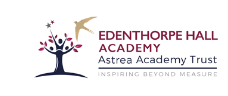 EDENTHORPE HALL
ACADEMY
Astrea Academy Trust
INSPIRING BEYOND MEASURE